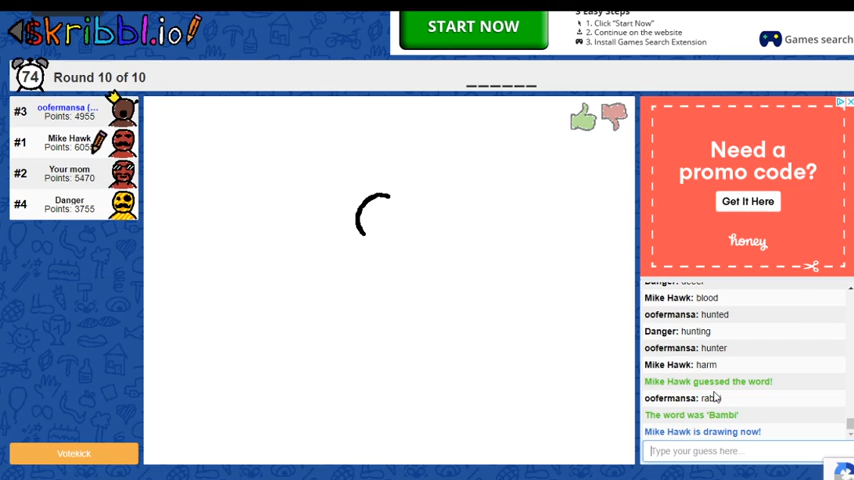 skribbl.io
START NOW
3 Easy Steps
1. Click "Start Now"
2. Continue on the website
3. Install Games Search Extension
Games search
74
Round 10 of 10
#3
oofermansa (...
Points: 4955
#1
Mike Hawk
Points: 6055
#2
Your mom
Points: 5470
#4
Danger
Points: 3755
Need a
promo code?
Get It Here
honey
Mike Hawk: blood
oofermansa: hunted
Danger: hunting
oofermansa: hunter
Mike Hawk: harm
Mike Hawk guessed the word!
oofermansa:
The word was 'Bambi'
Mike Hawk is drawing now!
Type your guess here...
Votekick